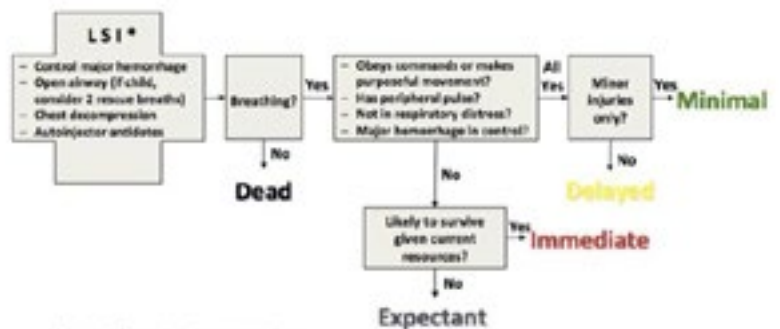 LSI*
– Control major hemorrhage
– Open airway (if child,
consider 2 rescue breaths)
– Chest decompression
– Autoinjector antidotes
Breathing?
Yes
No
Dead
– Obeys commands or makes
purposeful movement?
– Has peripheral pulse?
– Not in respiratory distress?
– Major hemorrhage in control?
All
Yes
No
Minor
Injuries
only?
Yes
Minimal
No
Delayed
Likely to survive
given current
resources?
Yes
Immediate
No
Expectant